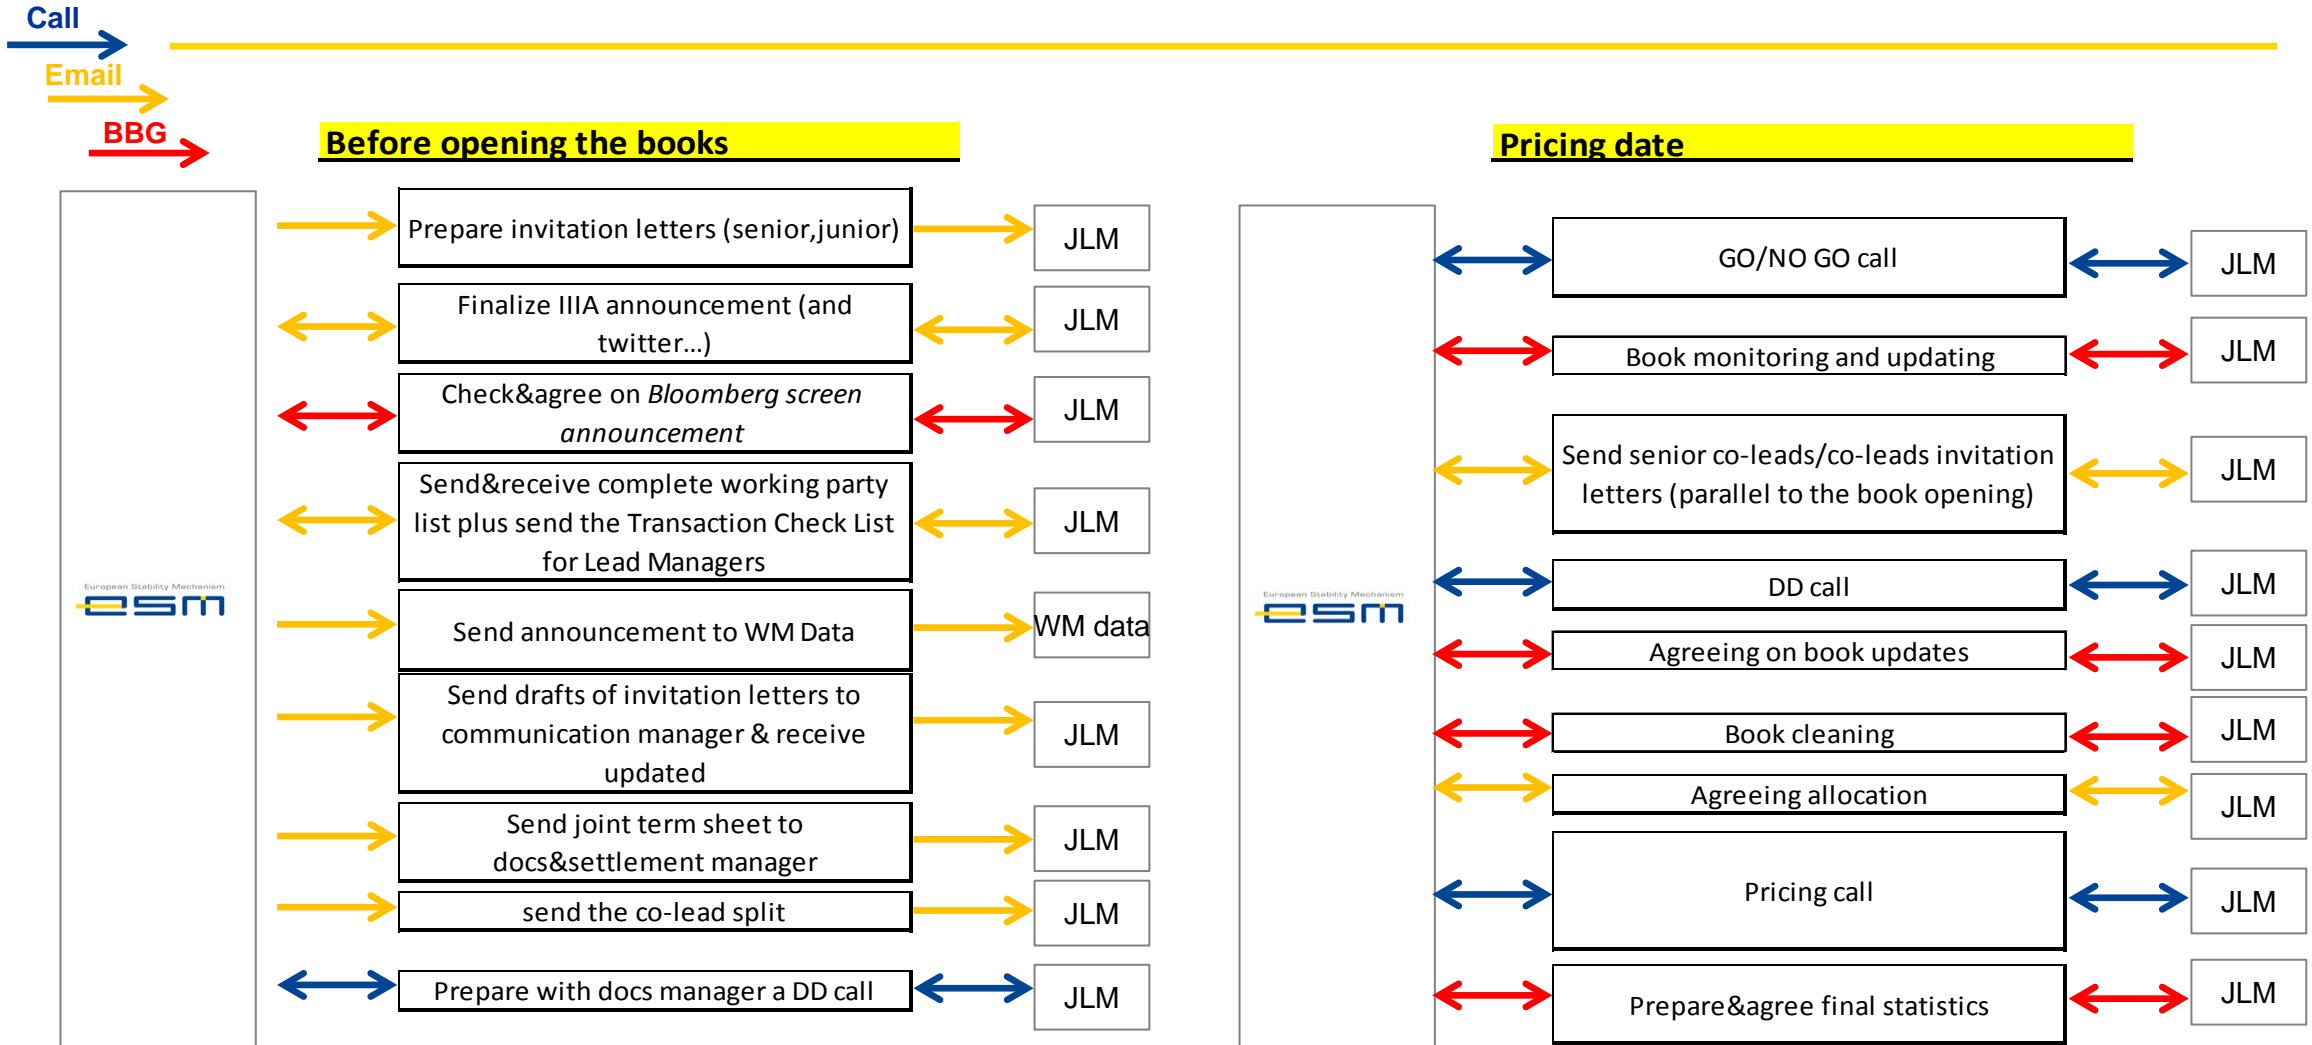 Call
Email
BBG
Before opening the books
Prepare invitation letters (senior,junior)
JLM
Finalize IIIA announcement (and
twitter...)
JLM
Check&agree on Bloomberg screen
announcement
JLM
Send&receive complete working party
list plus send the Transaction Check List
for Lead Managers
JLM
European Stability Mechanism
esm
Send announcement to WM Data
WM data
Send drafts of invitation letters to
communication manager & receive
updated
JLM
Send joint term sheet to
docs&settlement manager
JLM
send the co-lead split
JLM
Prepare with docs manager a DD call
JLM
Pricing date
GO/NO GO call
JLM
Book monitoring and updating
JLM
Send senior co-leads/co-leads invitation
letters (parallel to the book opening)
JLM
European Stability Mechanism
esm
DD call
JLM
Agreeing on book updates
JLM
Book cleaning
JLM
Agreeing allocation
JLM
Pricing call
JLM
Prepare&agree final statistics
JLM